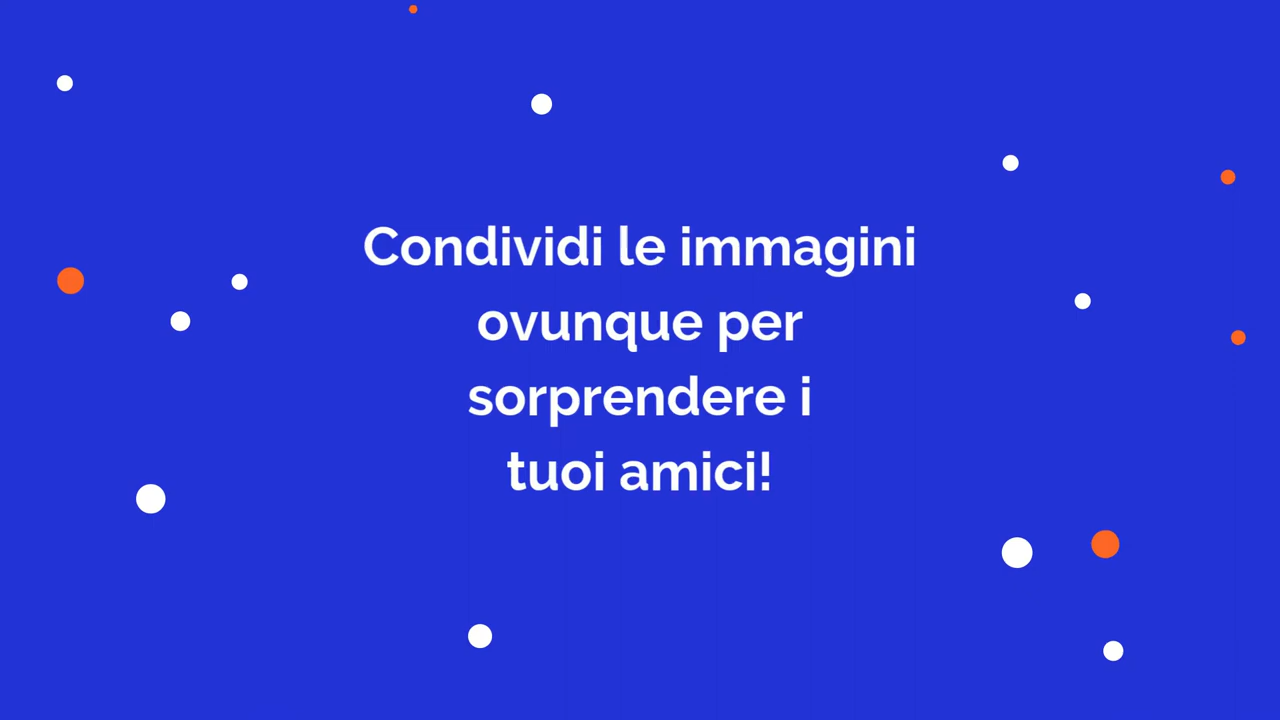 Condividi le immagini
ovunque per
sorprendere i
tuoi amici!